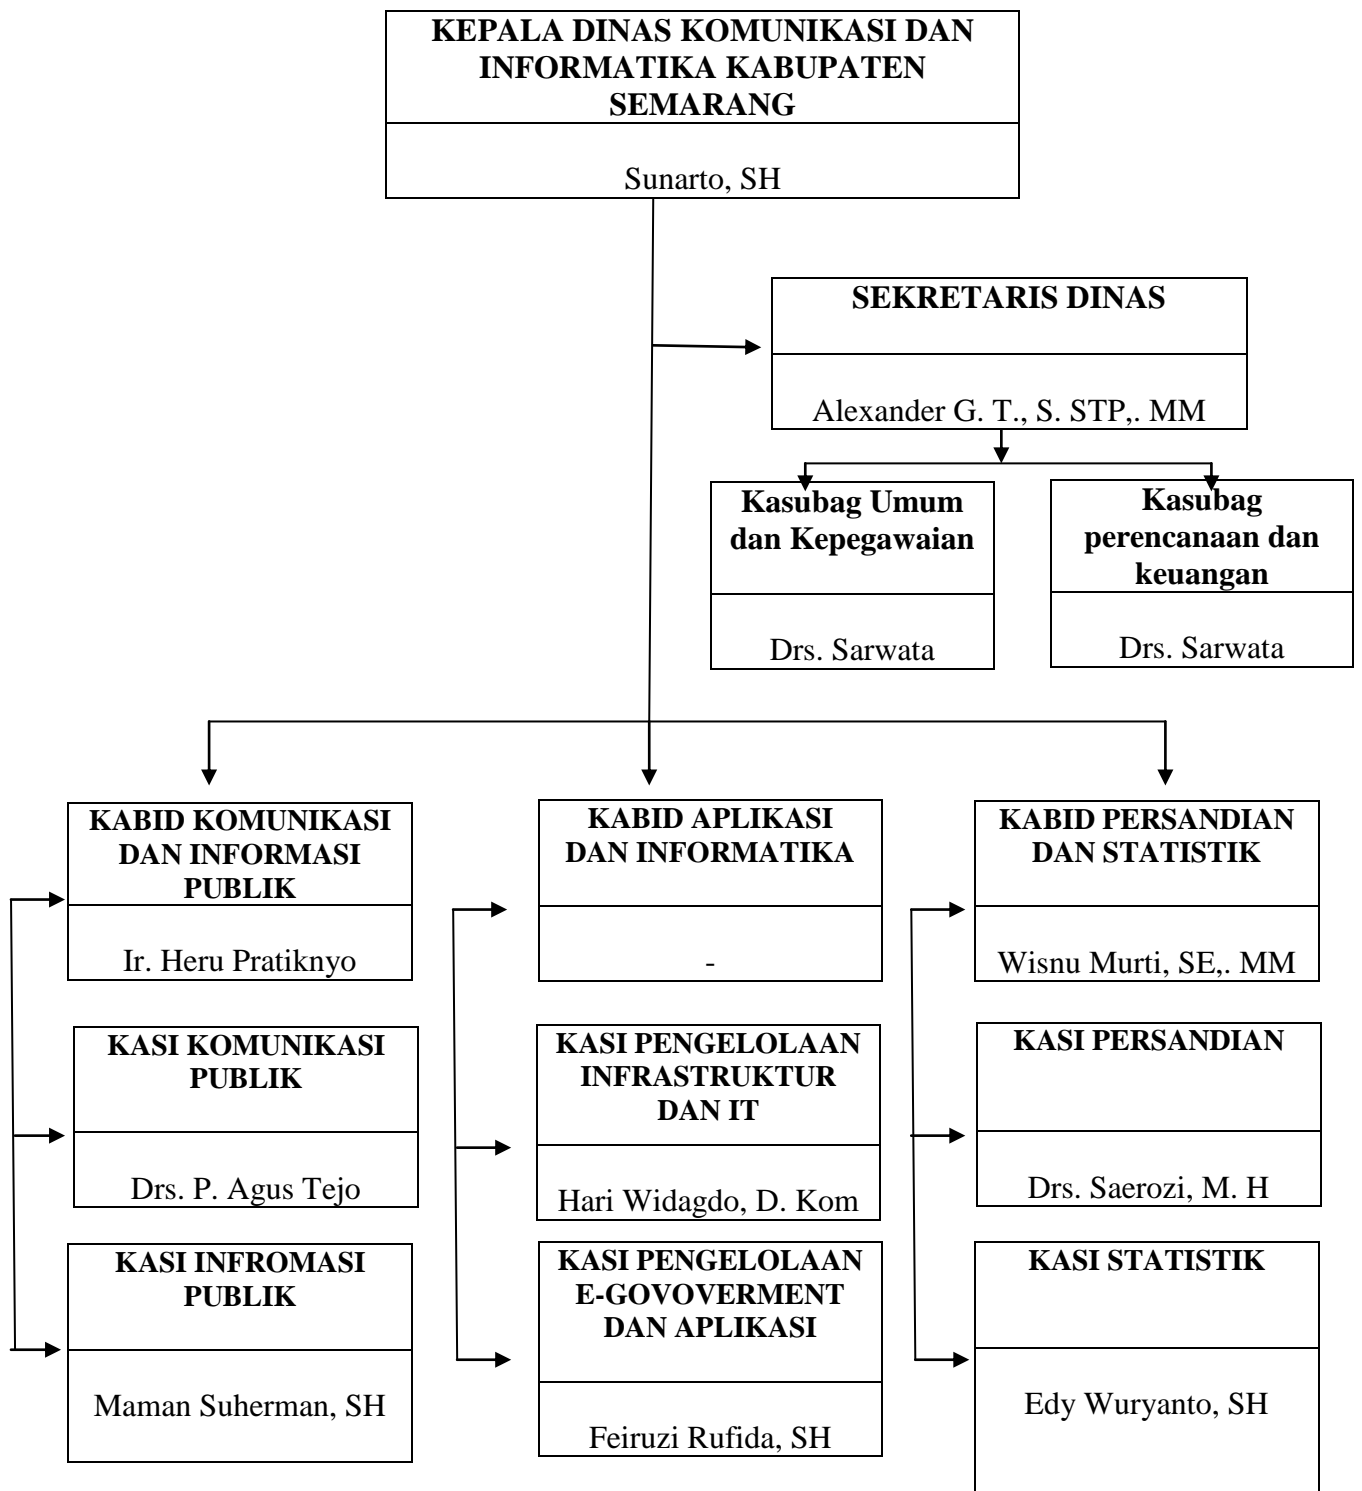 KEPALA DINAS KOMUNIKASI DAN
INFORMATIKA KABUPATEN
SEMARANG
Sunarto, SH
SEKRETARIS DINAS
Alexander G. T., S. STP,. MM
Kasubag Umum
dan Kepegawaian
Drs. Sarwata
Kasubag
perencanaan dan
keuangan
Drs. Sarwata
KABID KOMUNIKASI
DAN INFORMASI
PUBLIK
Ir. Heru Pratiknyo
KASI KOMUNIKASI
PUBLIK
Drs. P. Agus Tejo
KASI INFROMASI
PUBLIK
Maman Suherman, SH
KABID APLIKASI
DAN INFORMATIKA
-
KASI PENGELOLAAN
INFRASTRUKTUR
DAN IT
Hari Widagdo, D. Kom
KASI PENGELOLAAN
E-GOVOVERMENT
DAN APLIKASI
Feiruzi Rufida, SH
KABID PERSANDIAN
DAN STATISTIK
Wisnu Murti, SE,. MM
KASI PERSANDIAN
Drs. Saerozi, M. H
KASI STATISTIK
Edy Wuryanto, SH